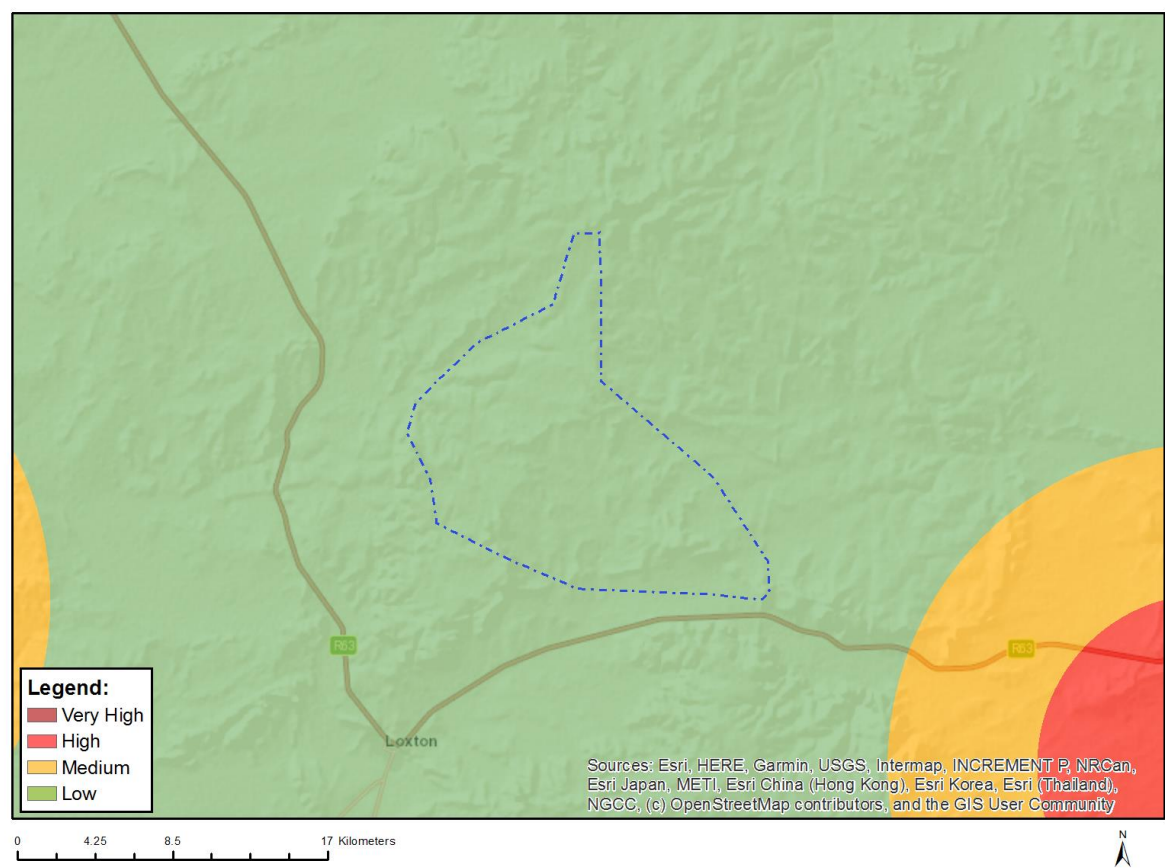 R63
R63
Loxton
Legend:
Very High
High
Medium
Low
Sources: Esri, HERE, Garmin, USGS, Intermap, INCREMENT P, NRCan,
Esri Japan, METI, Esri China (Hong Kong), Esri Korea, Esri (Thailand),
NGCC, (c) OpenStreetMap contributors, and the GIS User Community
0 4.25 8.5 17 Kilometers
N